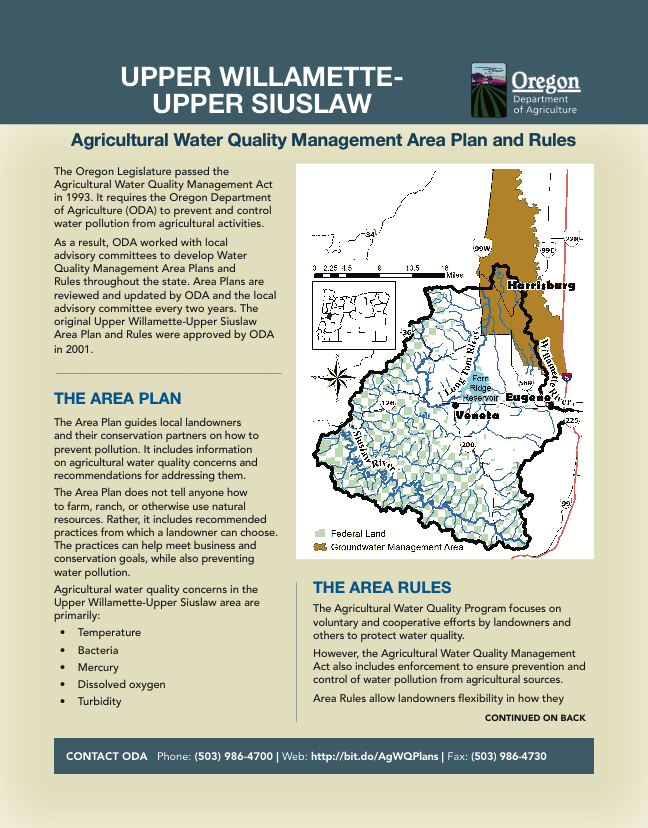 UPPER WILLAMETTE-
UPPER SIUSLAW
Oregon
Department
of Agriculture
Agricultural Water Quality Management Area Plan and Rules
The Oregon Legislature passed the
Agricultural Water Quality Management Act
in 1993. It requires the Oregon Department
of Agriculture (ODA) to prevent and control
water pollution from agricultural activities.
As a result, ODA worked with local
advisory committees to develop Water
Quality Management Area Plans and
Rules throughout the state. Area Plans are
reviewed and updated by ODA and the local
advisory committee every two years. The
original Upper Willamette-Upper Siuslaw
Area Plan and Rules were approved by ODA
in 2001.
THE AREA PLAN
The Area Plan guides local landowners
and their conservation partners on how to
prevent pollution. It includes information
on agricultural water quality concerns and
recommendations for addressing them.
The Area Plan does not tell anyone how
to farm, ranch, or otherwise use natural
resources. Rather, it includes recommended
practices from which a landowner can choose.
The practices can help meet business and
conservation goals, while also preventing
water pollution.
Agricultural water quality concerns in the
Upper Willamette-Upper Siuslaw area are
primarily:
• Temperature
• Bacteria
• Mercury
• Dissolved oxygen
• Turbidity
34
99W
99E
228
0 2.25 4.5 9 13.5 18
Miles
Harrisburg
36
Long Tom River
Willamette River
Fern
Ridge
Reservoir
569
5
126
Eugene
Veneta
225
200
Siuslaw River
99
Federal Land
Groundwater Management Area
THE AREA RULES
The Agricultural Water Quality Program focuses on
voluntary and cooperative efforts by landowners and
others to protect water quality.
However, the Agricultural Water Quality Management
Act also includes enforcement to ensure prevention and
control of water pollution from agricultural sources.
Area Rules allow landowners flexibility in how they
CONTINUED ON BACK
CONTACT ODA Phone: (503) 986-4700 | Web: http://bit.do/AgWQPlans | Fax: (503) 986-4730